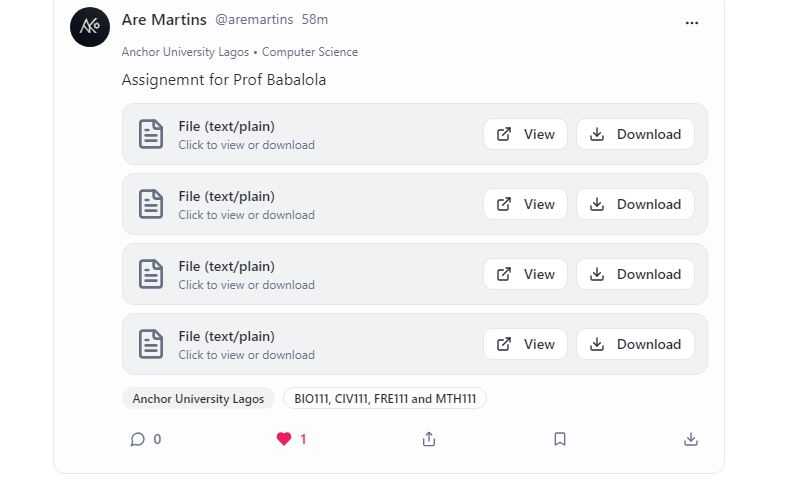 Are Martins @aremartins 58m
Anchor University Lagos • Computer Science
Assignemnt for Prof Babalola
File (text/plain)
Click to view or download
View Download
File (text/plain)
Click to view or download
View Download
File (text/plain)
Click to view or download
View Download
File (text/plain)
Click to view or download
View Download
Anchor University Lagos BIO111, CIV111, FRE111 and MTH111
0 1